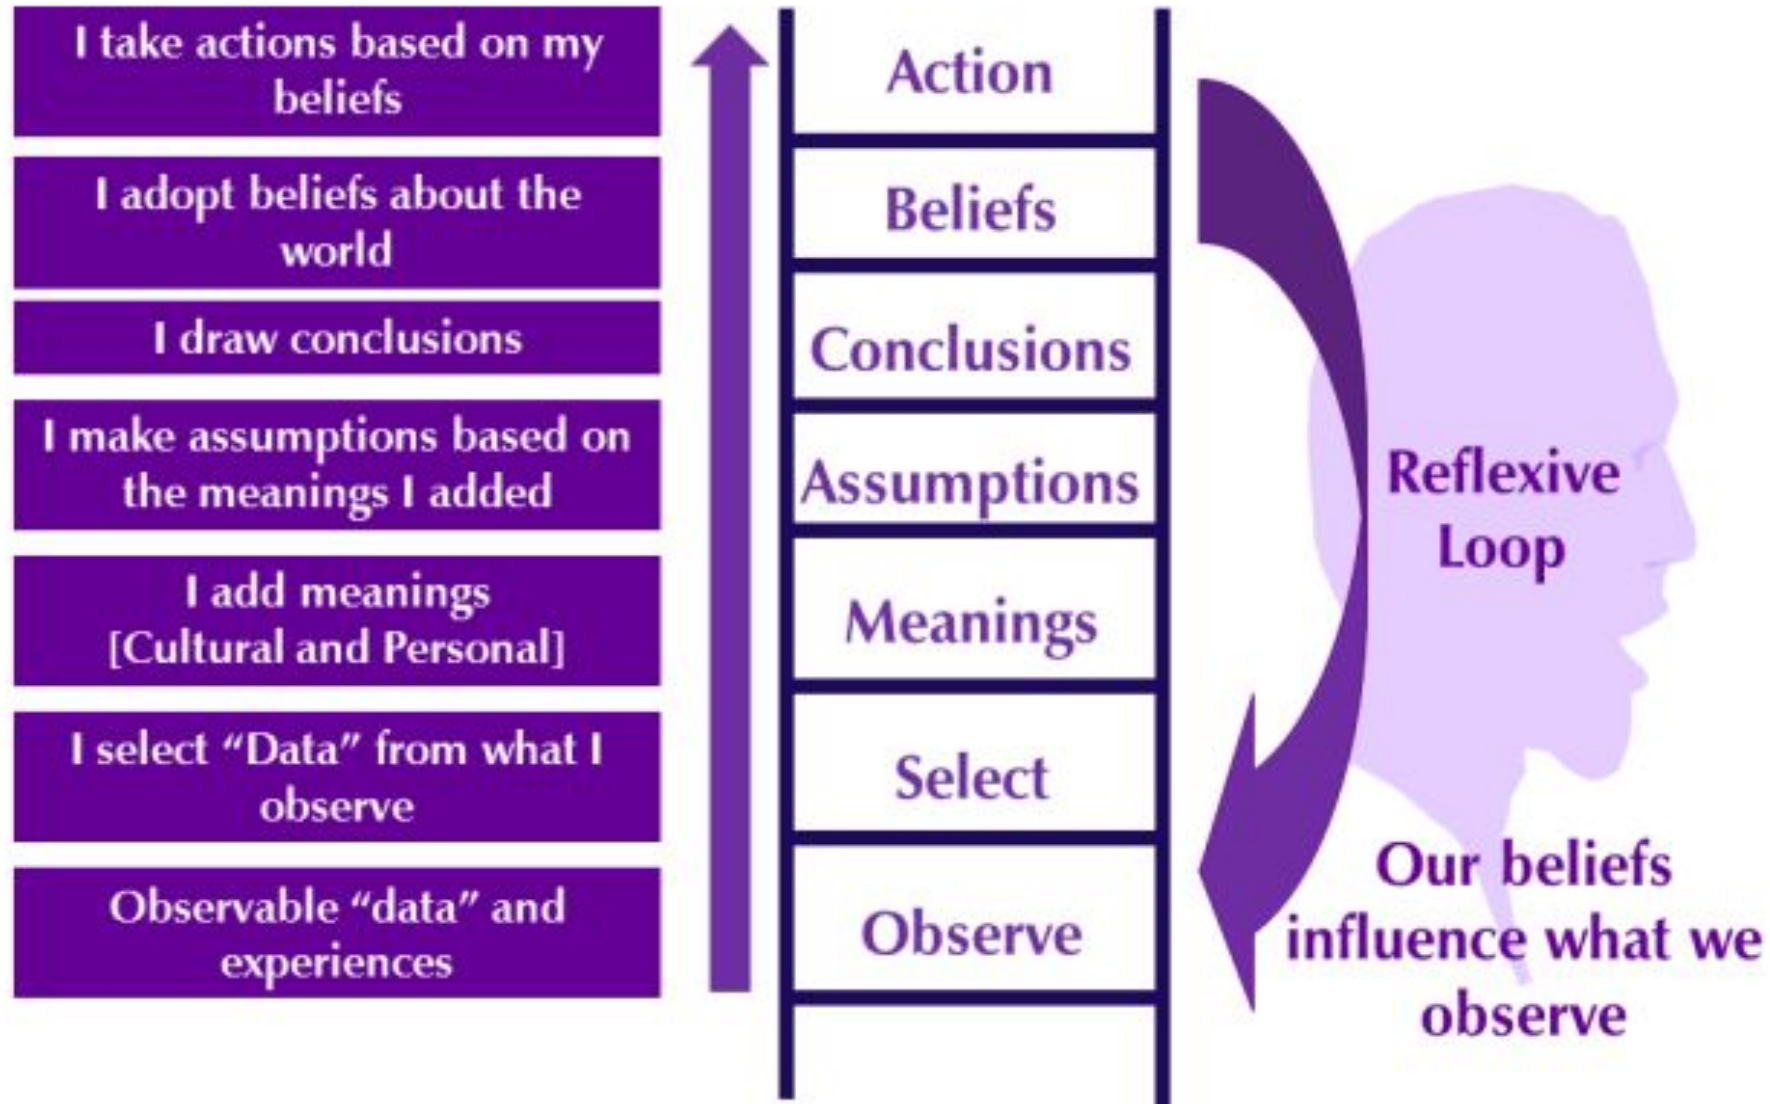 I take actions based on my
beliefs
I adopt beliefs about the
world
I draw conclusions
I make assumptions based on
the meanings I added
I add meanings
[Cultural and Personal]
I select “Data” from what I
observe
Observable “data” and
experiences
Action
Beliefs
Conclusions
Assumptions
Meanings
Select
Observe
Reflexive
Loop
Our beliefs
influence what we
observe